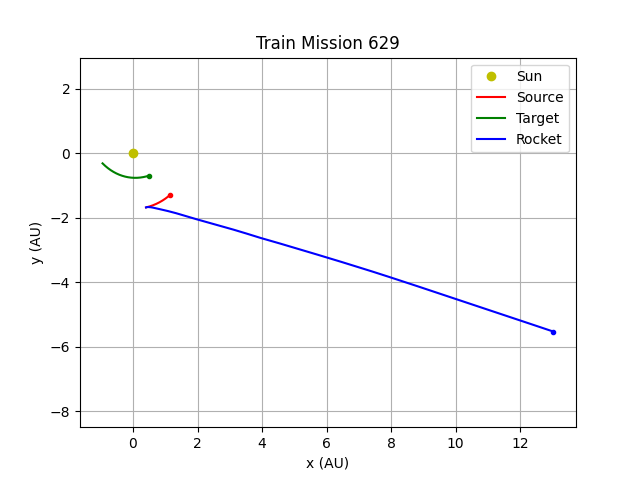 Train Mission 629
Sun
Source
Target
Rocket
2
0
−2
−4
−6
−8
y (AU)
0
2
4
6
8
10
12
x (AU)